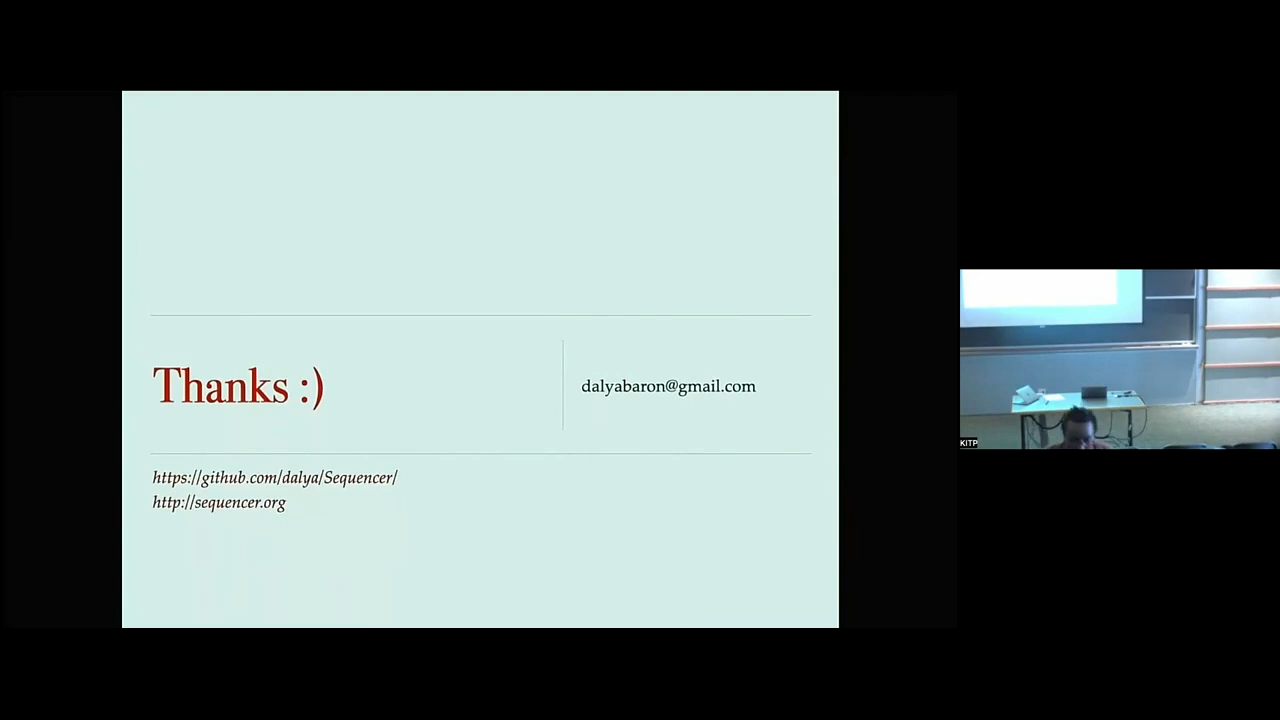 Thanks :)
dalyabaron@gmail.com
https://github.com/dalya/Sequencer/
http://sequencer.org
KITP